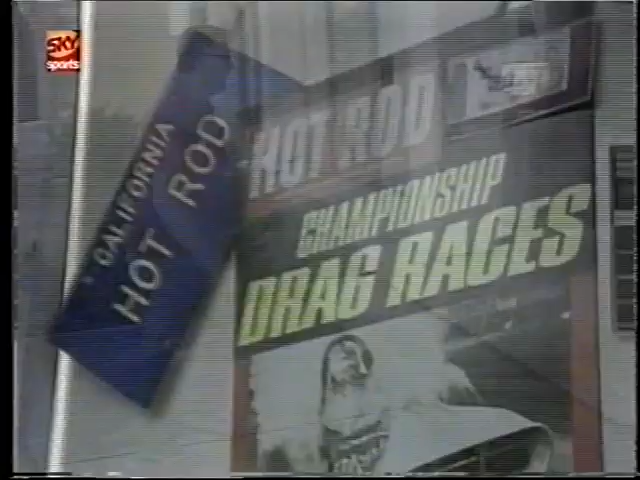 SKY
sports
CALIFORNIA
HOT ROD
HOT ROD
CHAMPIONSHIP
DRAG RACES